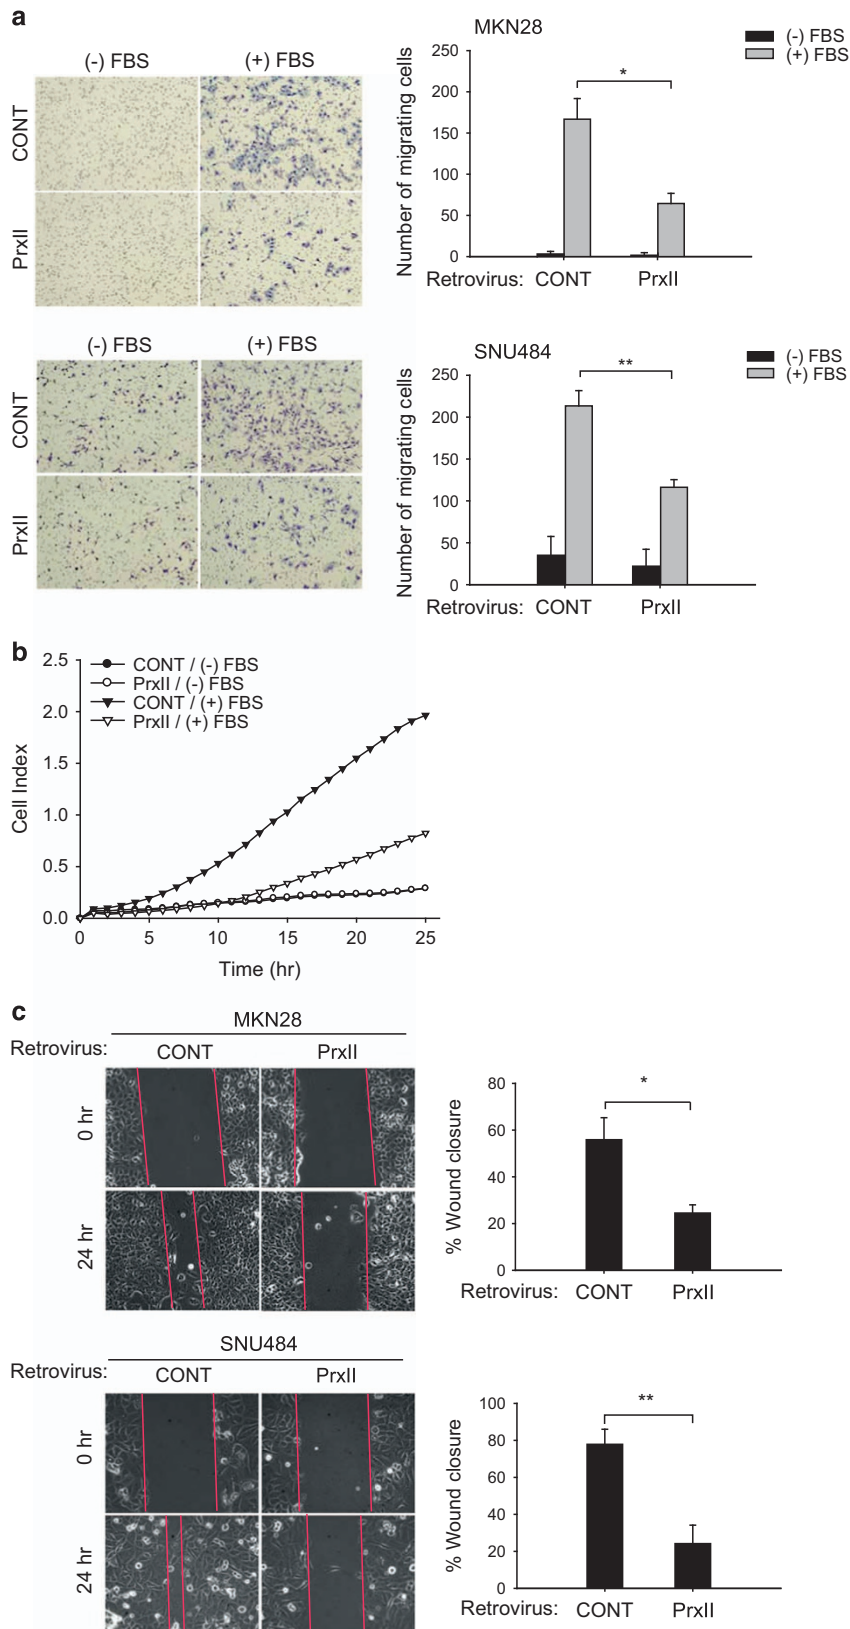 a
(-) FBS (+) FBS
CONT
PrxII
MKN28
(-) FBS
(+) FBS
Number of migrating cells
250
200
150
100
50
0
*
Retrovirus: CONT PrxII
(-) FBS (+) FBS
CONT
PrxII
SNU484
(-) FBS
(+) FBS
Number of migrating cells
250
200
150
100
50
0
**
Retrovirus: CONT PrxII
b
CONT / (-) FBS
PrxII / (-) FBS
CONT / (+) FBS
PrxII / (+) FBS
Cell Index
2.5
2.0
1.5
1.0
0.5
0.0
0 5 10 15 20 25
Time (hr)
c
MKN28
Retrovirus: CONT PrxII
0 hr
24 hr
% Wound closure
80
60
40
20
0
*
Retrovirus: CONT PrxII
SNU484
Retrovirus: CONT PrxII
0 hr
24 hr
% Wound closure
100
80
60
40
20
0
**
Retrovirus: CONT PrxII